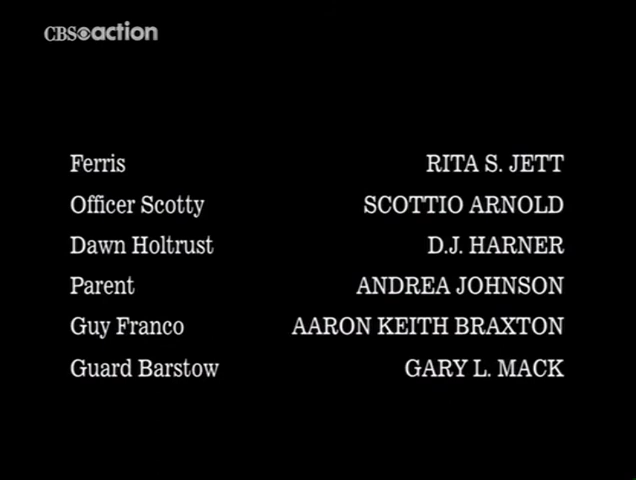 CBS action
Ferris RITA S. JETT
Officer Scotty SCOTTIO ARNOLD
Dawn Holtrust D.J. HARNER
Parent ANDREA JOHNSON
Guy Franco AARON KEITH BRAXTON
Guard Barstow GARY L. MACK